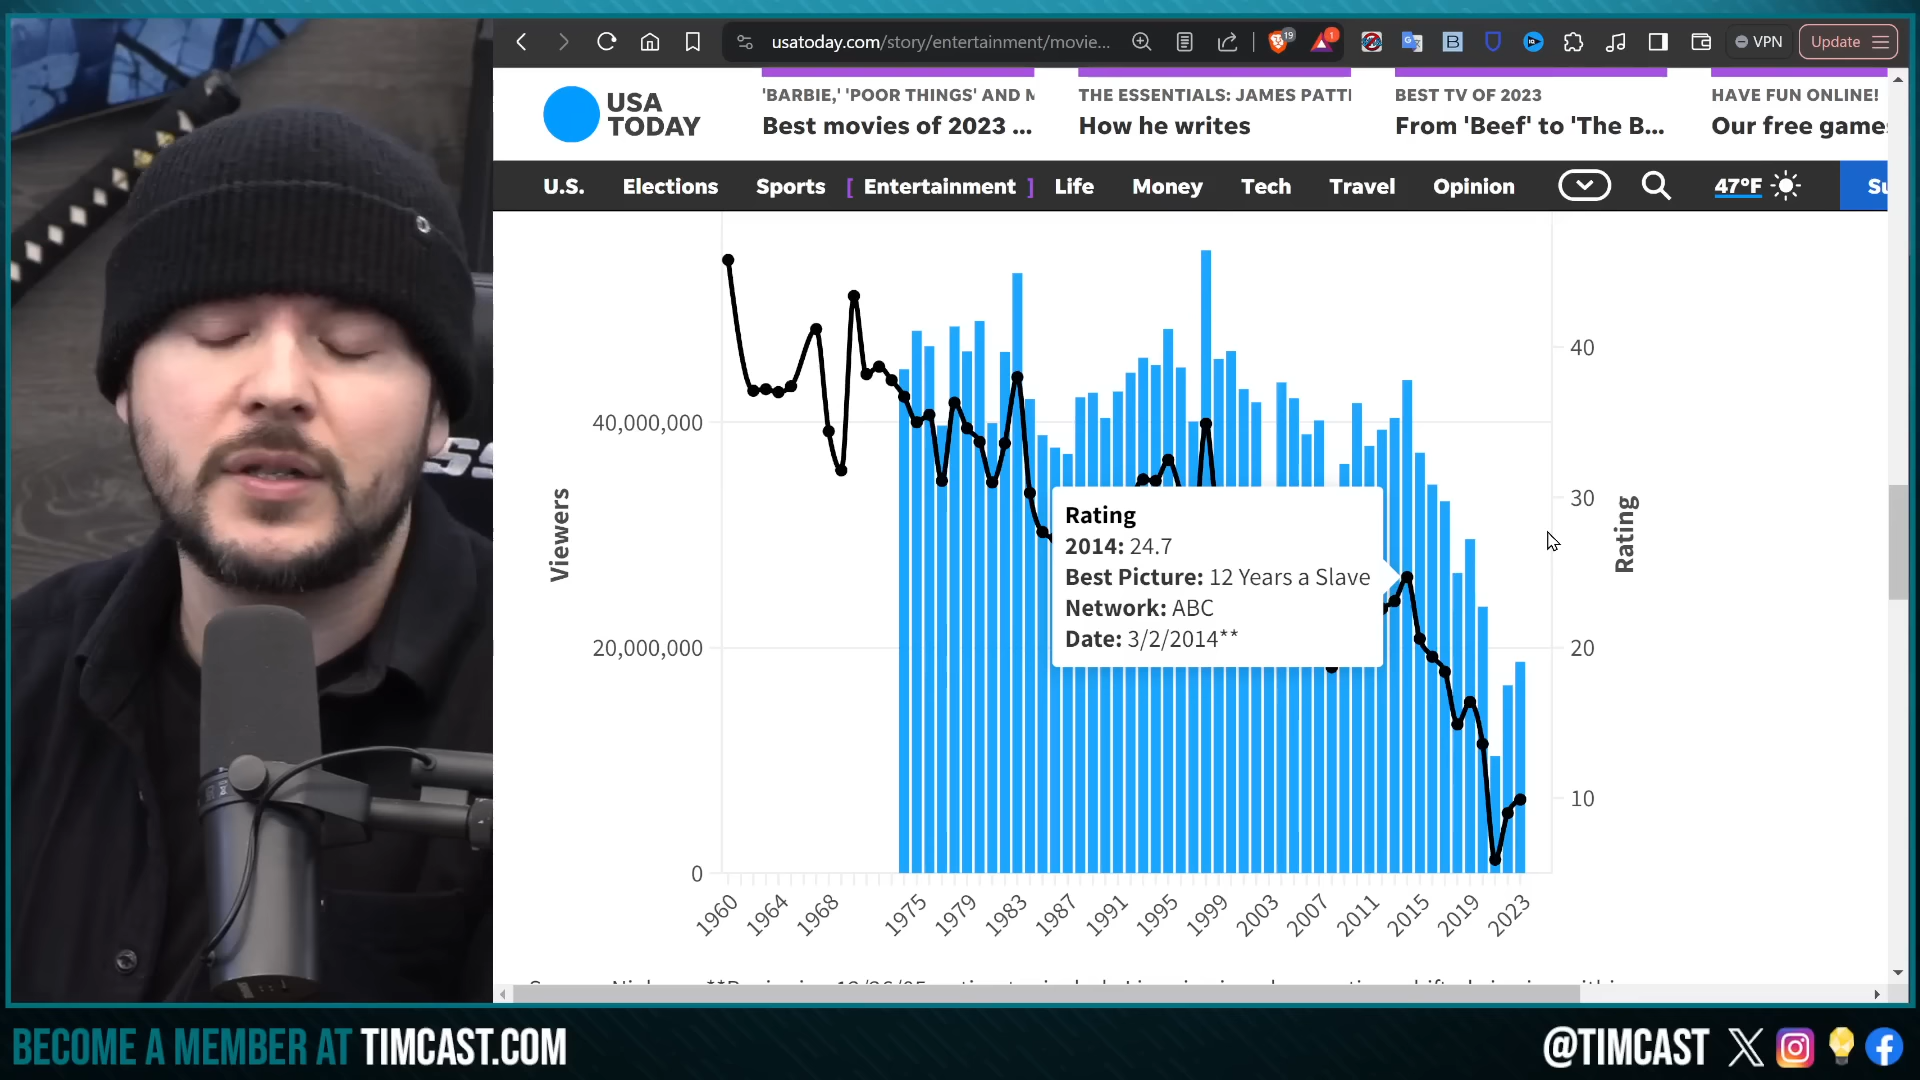 usatoday.com/story/entertainment/movie...
19
1
VPN
Update
USA
TODAY
'BARBIE,' 'POOR THINGS' AND
Best movies of 2023 ...
THE ESSENTIALS: JAMES PATT
How he writes
BEST TV OF 2023
From 'Beef' to 'The B...
HAVE FUN ONLINE!
Our free game
U.S.
Elections
Sports
[ Entertainment ]
Life
Money
Tech
Travel
Opinion
47°F
Su
Viewers
40,000,000
20,000,000
0
Rating
2014: 24.7
Best Picture: 12 Years a Slave
Network: ABC
Date: 3/2/2014**
40
30
20
10
Rating
1960
1964
1968
1975
1979
1983
1987
1991
1995
1999
2003
2007
2011
2015
2019
2023
BECOME A MEMBER AT TIMCAST.COM
@TIMCAST